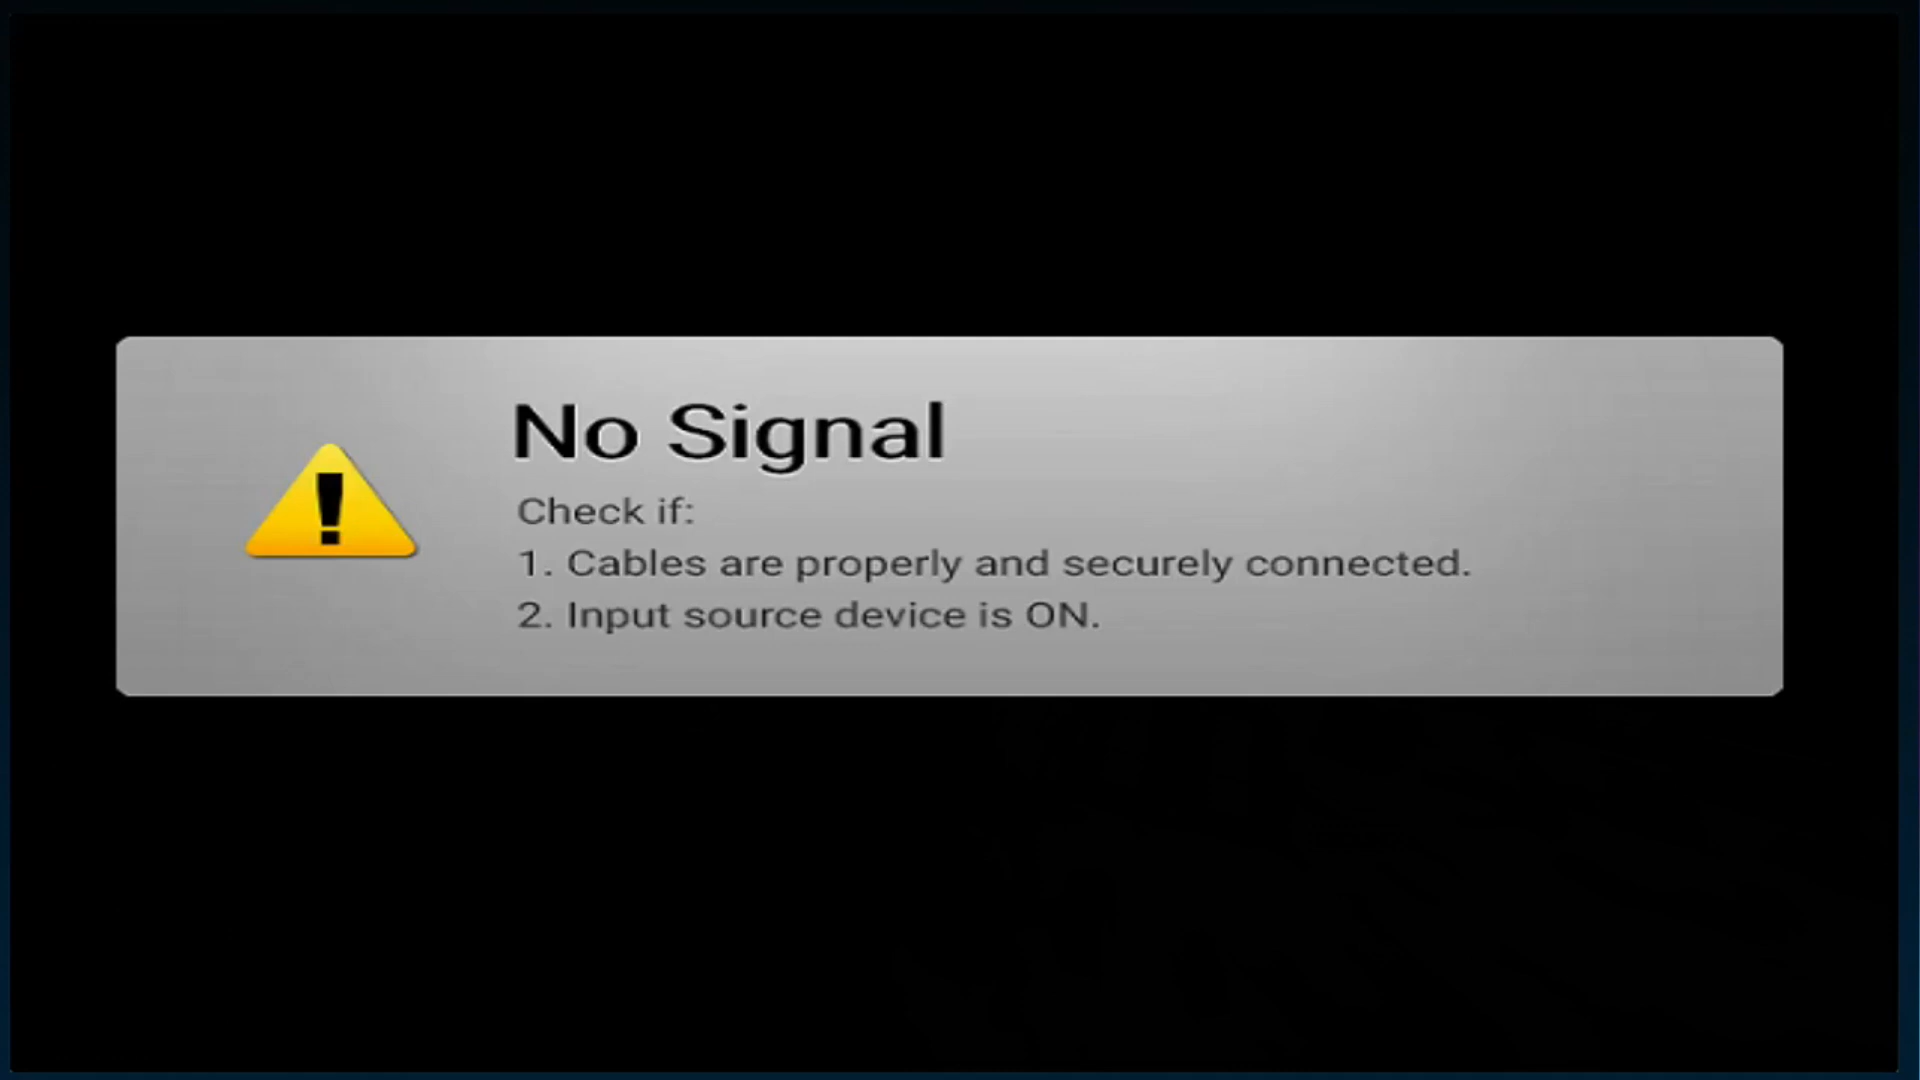 No Signal
Check if:
1. Cables are properly and securely connected.
2. Input source device is ON.